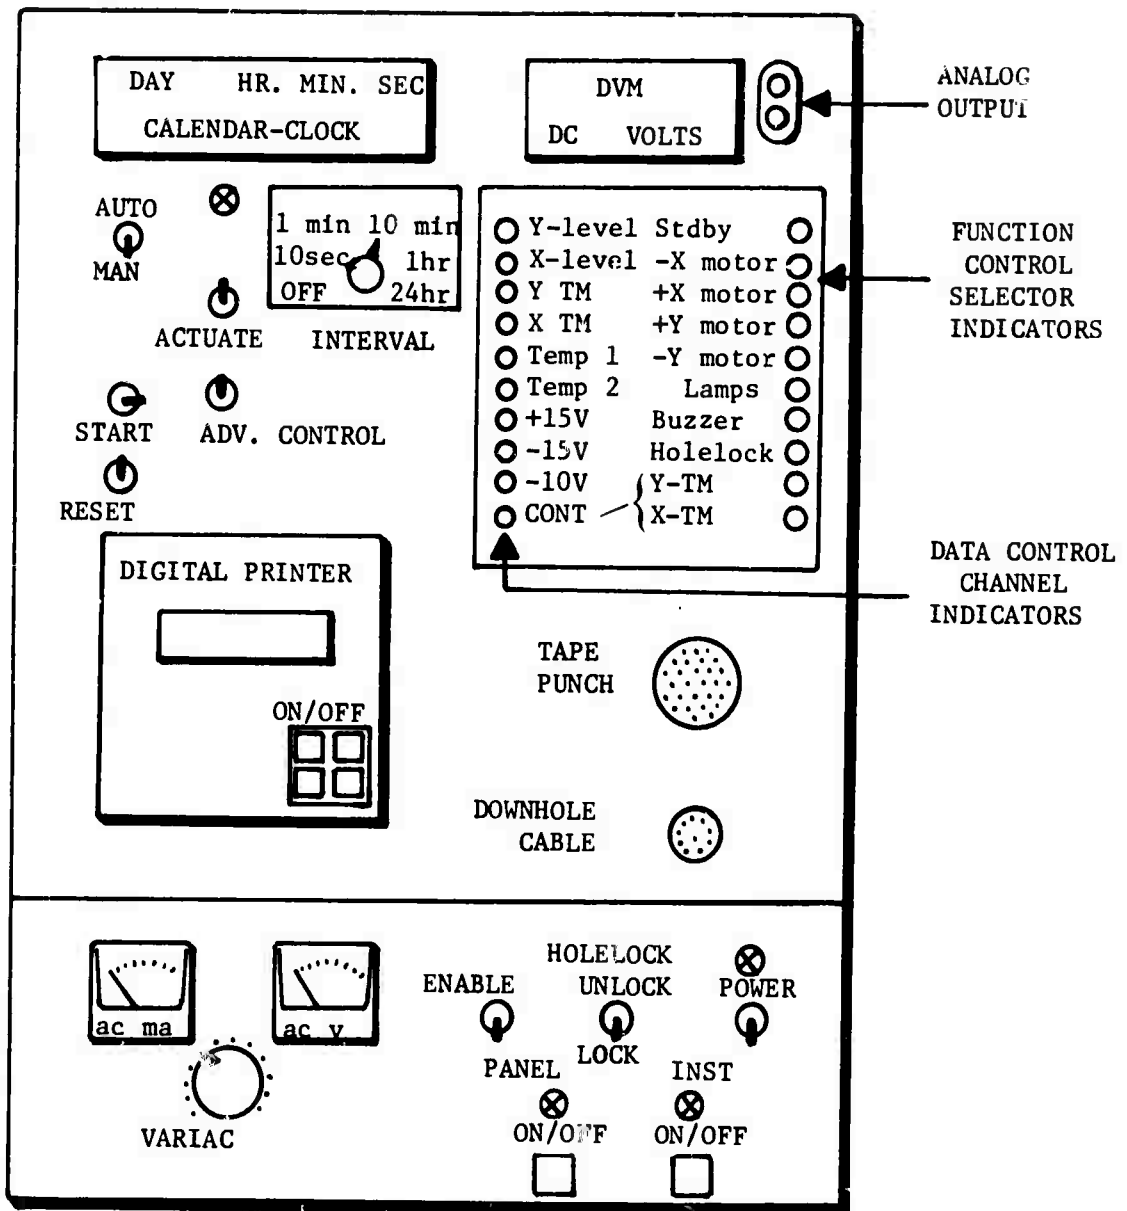 DAY HR. MIN. SEC
CALENDAR-CLOCK
DVM
DC VOLTS
ANALOG
OUTPUT
AUTO
MAN
1 min 10 min
10sec 1hr
OFF 24hr
INTERVAL
ACTUATE
START
ADV. CONTROL
RESET
Y-level Stdby
X-level -X motor
Y TM +X motor
X TM +Y motor
Temp 1 -Y motor
Temp 2 Lamps
+15V Buzzer
-15V Holelock
-10V Y-TM
CONT X-TM
FUNCTION
CONTROL
SELECTOR
INDICATORS
DATA CONTROL
CHANNEL
INDICATORS
DIGITAL PRINTER
ON/OFF
TAPE
PUNCH
DOWNHOLE
CABLE
ac ma
ac v
VARIAC
ENABLE
HOLELOCK
UNLOCK
LOCK
POWER
PANEL
ON/OFF
INST
ON/OFF